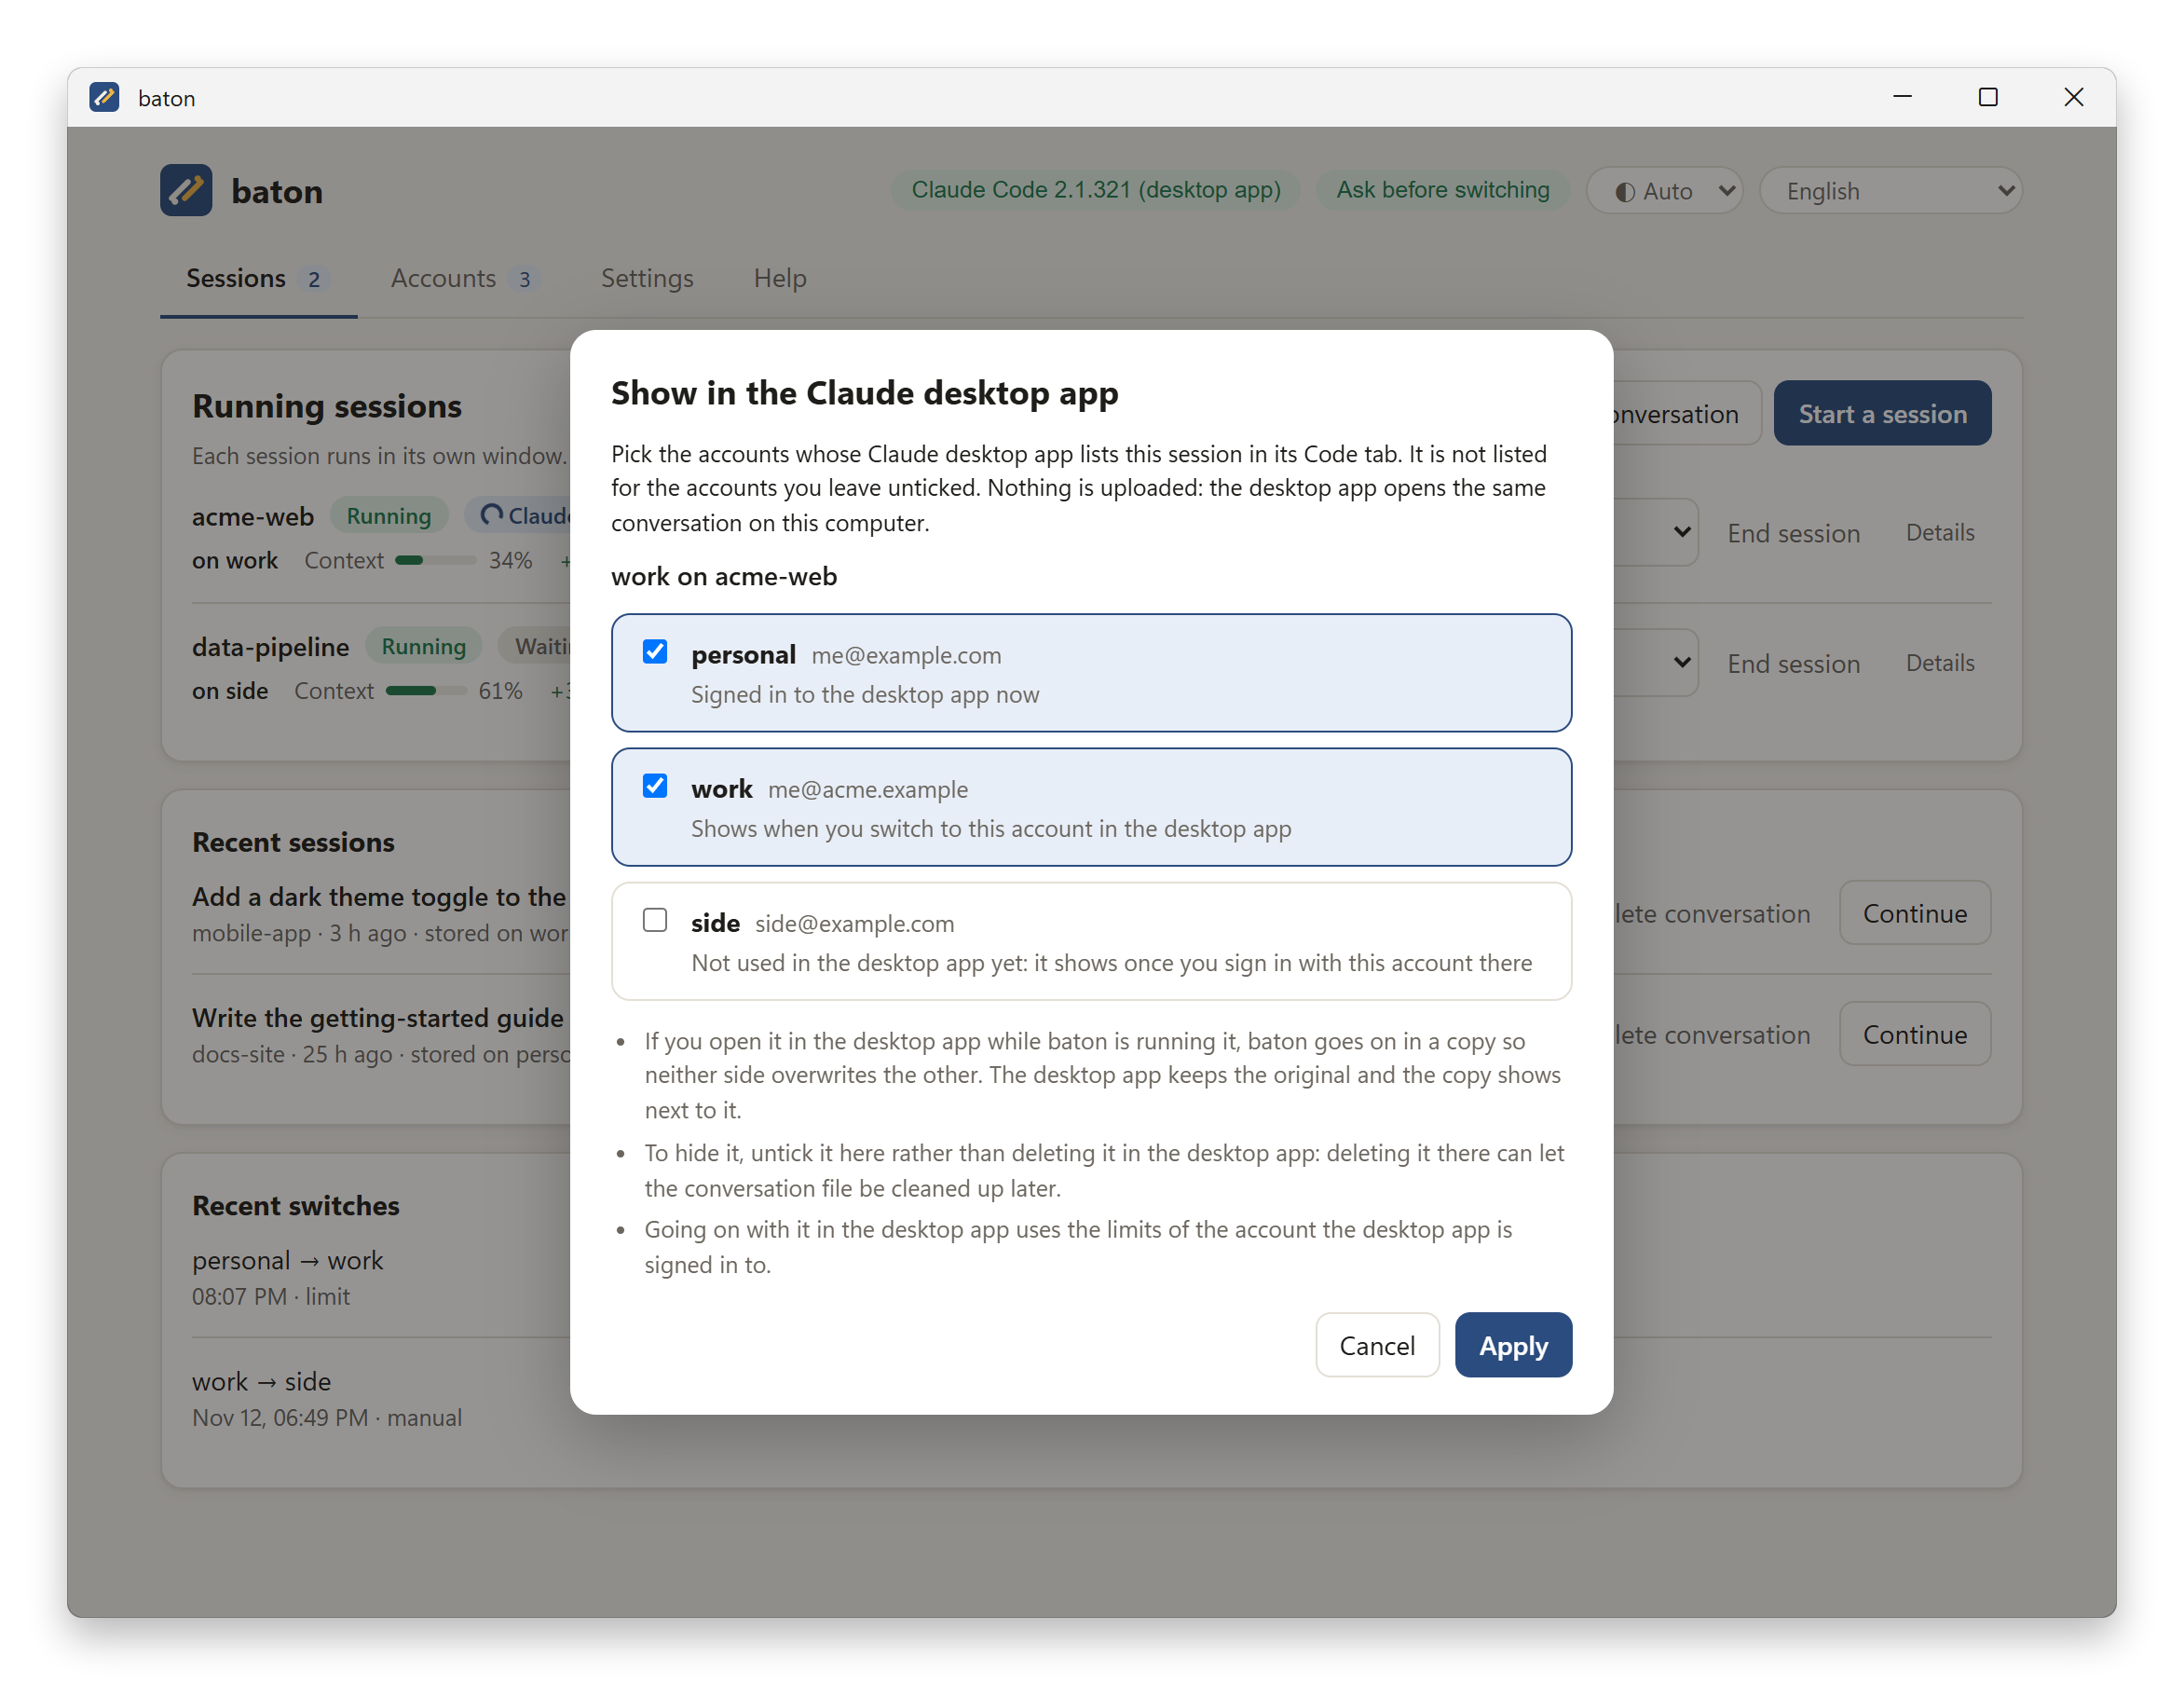 baton
baton
Claude Code 2.1.321 (desktop app)
Ask before switching
Auto
English
Sessions 2
Accounts 3
Settings
Help
Running sessions
Start a session
Each session runs in its own window.
acme-web Running
End session
Details
on work Context 34%
data-pipeline Running
End session
Details
on side Context 61%
Recent sessions
Add a dark theme toggle to the
mobile-app · 3 h ago · stored on
conversation
Continue
Write the getting-started guide
docs-site · 25 h ago · stored on
conversation
Continue
Recent switches
personal → work
08:07 PM · limit
work → side
Nov 12, 06:49 PM · manual
Show in the Claude desktop app
Pick the accounts whose Claude desktop app lists this session in its Code tab. It is not listed
for the accounts you leave unticked. Nothing is uploaded: the desktop app opens the same
conversation on this computer.
work on acme-web
personal me@example.com
Signed in to the desktop app now
work me@acme.example
Shows when you switch to this account in the desktop app
side side@example.com
Not used in the desktop app yet: it shows once you sign in with this account there
• If you open it in the desktop app while baton is running it, baton goes on in a copy so
neither side overwrites the other. The desktop app keeps the original and the copy shows
next to it.
• To hide it, untick it here rather than deleting it in the desktop app: deleting it there can let
the conversation file be cleaned up later.
• Going on with it in the desktop app uses the limits of the account the desktop app is
signed in to.
Cancel
Apply